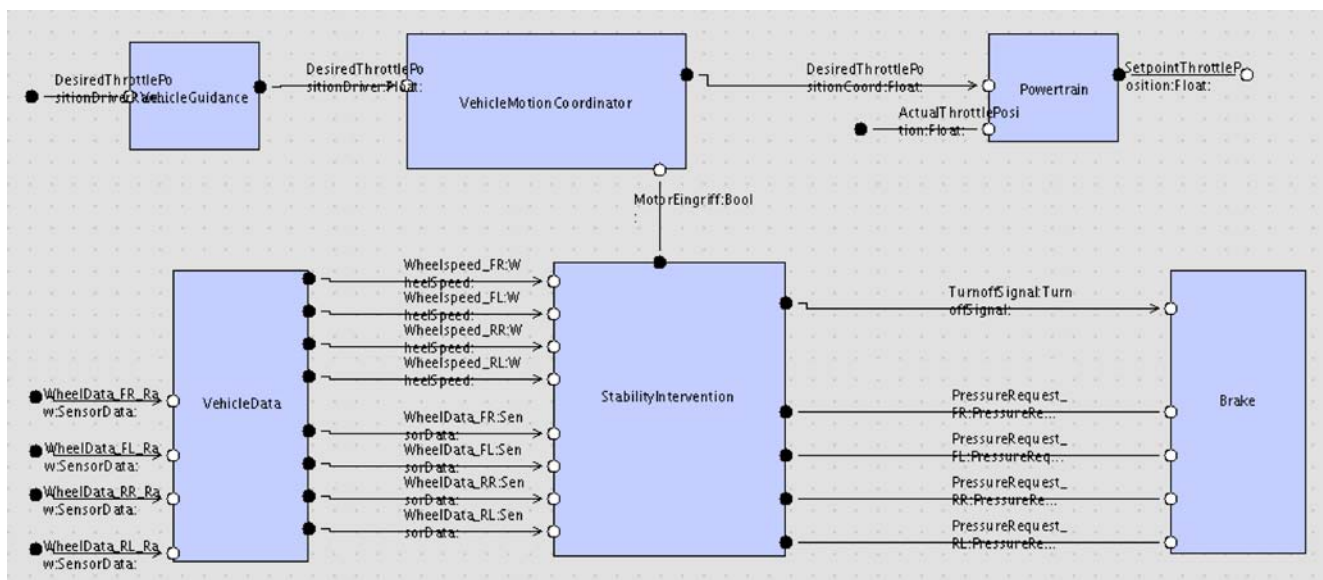 DesiredThrottlePo
sitionDriver
VehicleGuidance
DesiredThrottlePo
sitionDriver:Float:
VehicleMotionCoordinator
DesiredThrottlePo
sitionCoord:Float:
Powertrain
SetpointThrottleP
osition:Float:
ActualThrottlePosi
tion:Float:
MotorEingriff:Bool
:
Wheelspeed_FR:W
heelSpeed:
Wheelspeed_FL:W
heelSpeed:
Wheelspeed_RR:W
heelSpeed:
Wheelspeed_RL:W
heelSpeed:
TurnoffSignal:Turn
offSignal:
VehicleData
StabilityIntervention
Brake
WheelData_FR_Ra
w:SensorData:
WheelData_FL_Ra
w:SensorData:
WheelData_RR_Ra
w:SensorData:
WheelData_RL_Ra
w:SensorData:
WheelData_FR:Sen
sorData:
WheelData_FL:Sen
sorData:
WheelData_RR:Sen
sorData:
WheelData_RL:Sen
sorData:
PressureRequest_
FR:PressureRe...
PressureRequest_
FL:PressureReq...
PressureRequest_
RR:PressureRe...
PressureRequest_
RL:PressureRe...